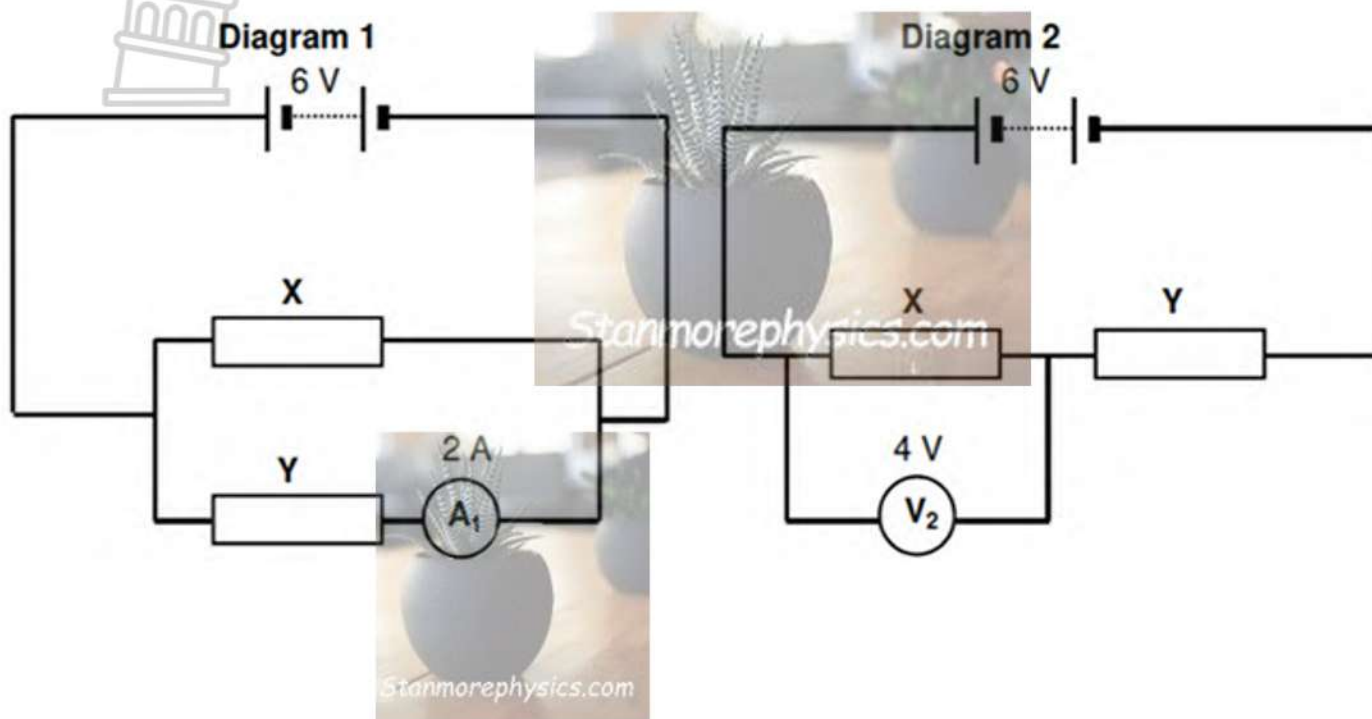 Diagram 1
6 V
X
Y
2 A
A₁
Stanmorephysics.com
Diagram 2
6 V
X
Y
Stanmorephysics.com
4 V
V₂